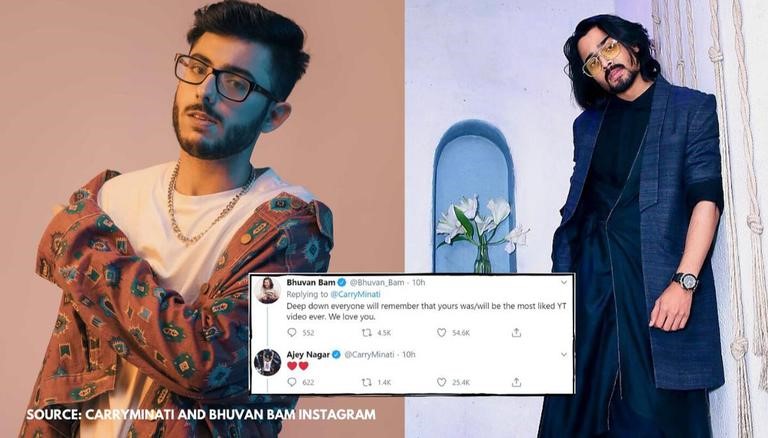 Bhuvan Bam @Bhuvan_Bam · 10h
Replying to @CarryMinati
Deep down everyone will remember that yours was/will be the most liked YT
video ever. We love you.
552 4.5K 54.6K
Ajey Nagar @CarryMinati · 10h
❤️❤️
622 1.4K 25.4K
SOURCE: CARRYMINATI AND BHUVAN BAM INSTAGRAM